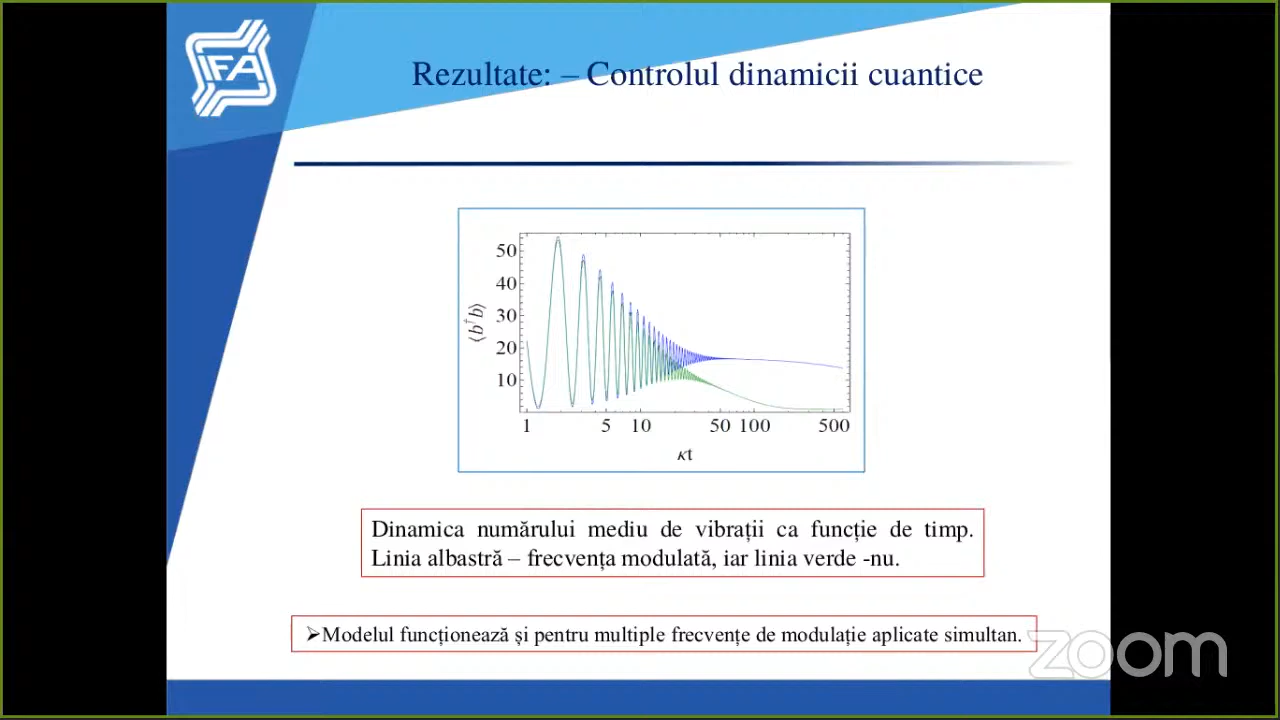 IFA
Rezultate: – Controlul dinamicii cuantice
50
40
30
20
10
⟨b†b⟩
1 5 10 50 100 500
κt
Dinamica numărului mediu de vibrații ca funcție de timp.
Linia albastră – frecvența modulată, iar linia verde -nu.
➢Modelul funcționează și pentru multiple frecvențe de modulație aplicate simultan.
zoom